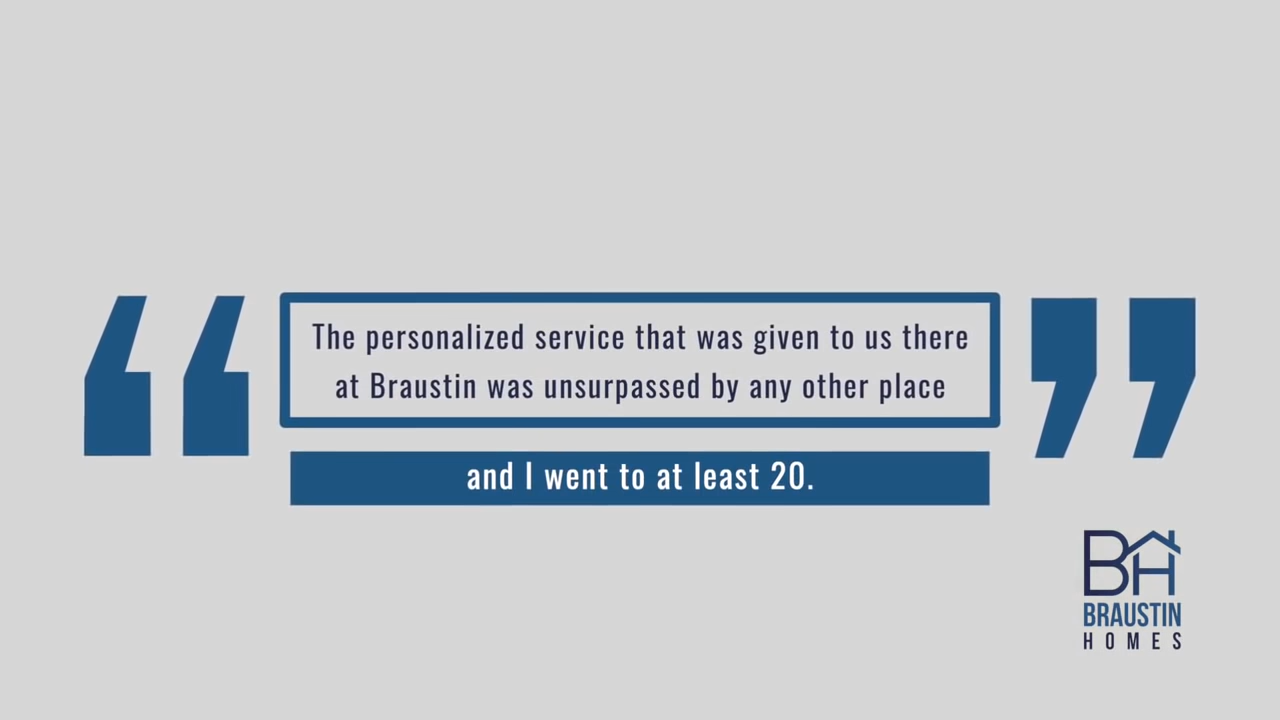 The personalized service that was given to us there
at Braustin was unsurpassed by any other place
and I went to at least 20.
BH
BRAUSTIN
HOMES